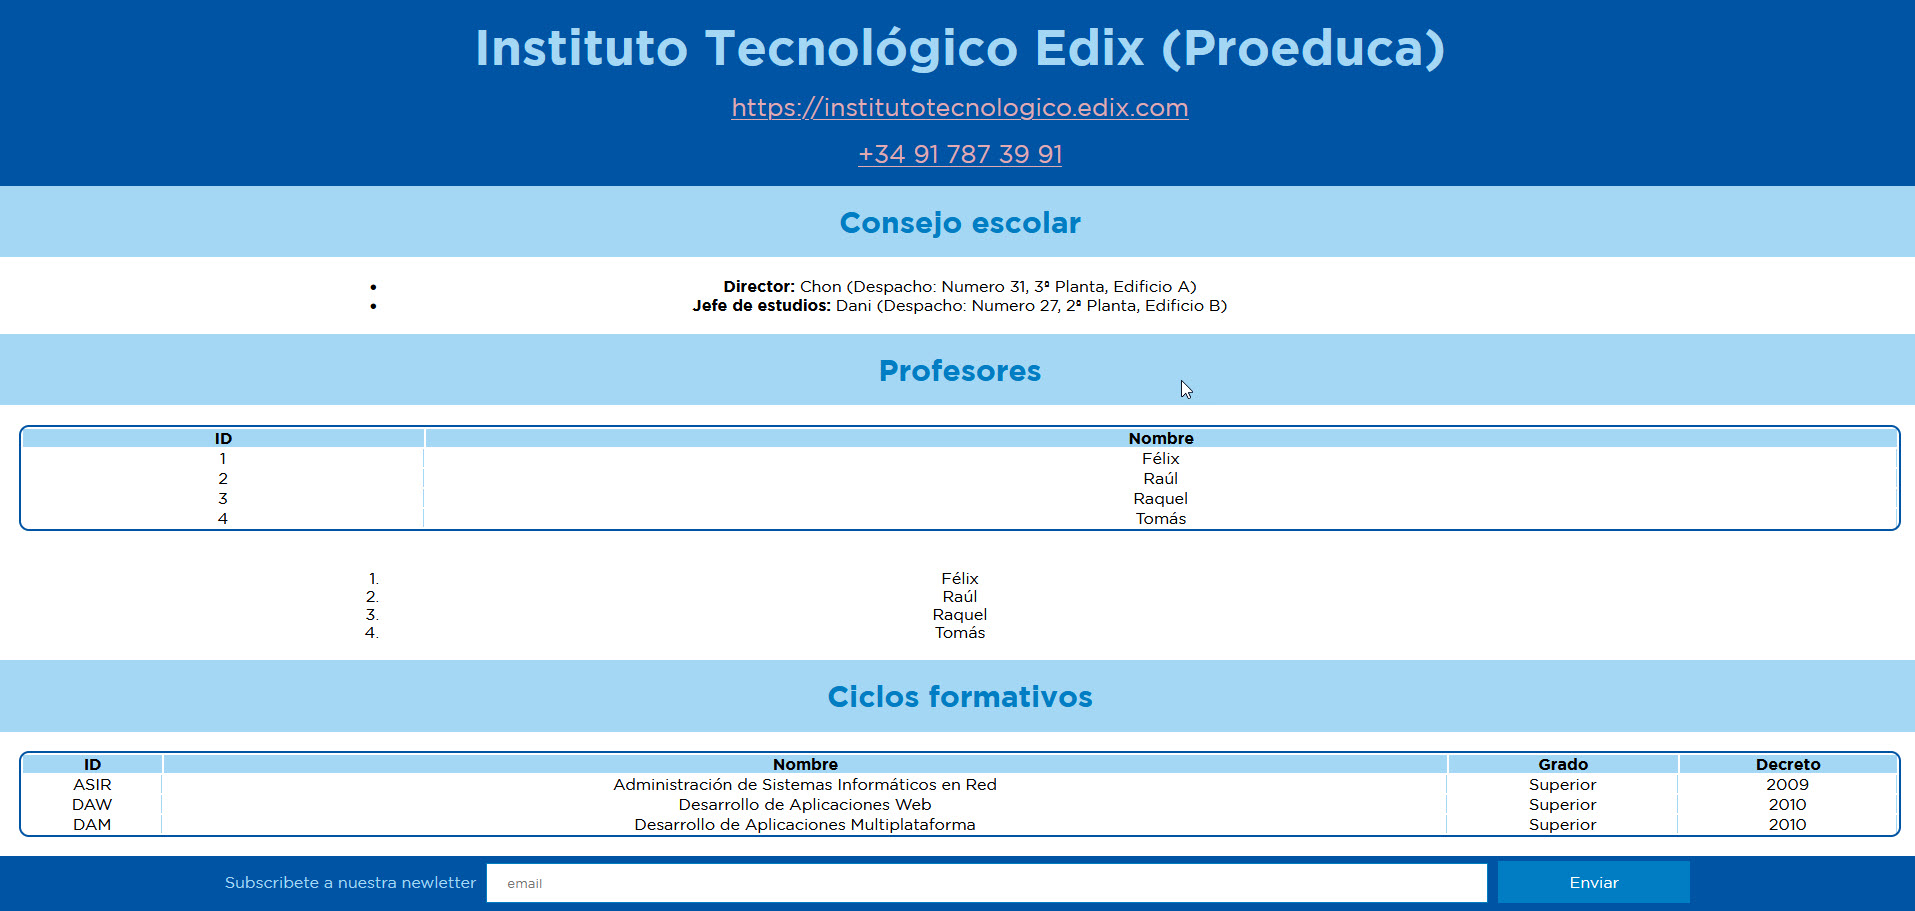 Instituto Tecnológico Edix (Proeduca)
https://institutotecnologico.edix.com
+34 91 787 39 91
Consejo escolar
• Director: Chon (Despacho: Numero 31, 3ª Planta, Edificio A)
• Jefe de estudios: Dani (Despacho: Numero 27, 2ª Planta, Edificio B)
Profesores
ID Nombre
1 Félix
2 Raúl
3 Raquel
4 Tomás
1. Félix
2. Raúl
3. Raquel
4. Tomás
Ciclos formativos
ID Nombre Grado Decreto
ASIR Administración de Sistemas Informáticos en Red Superior 2009
DAW Desarrollo de Aplicaciones Web Superior 2010
DAM Desarrollo de Aplicaciones Multiplataforma Superior 2010
Subscribete a nuestra newletter email Enviar